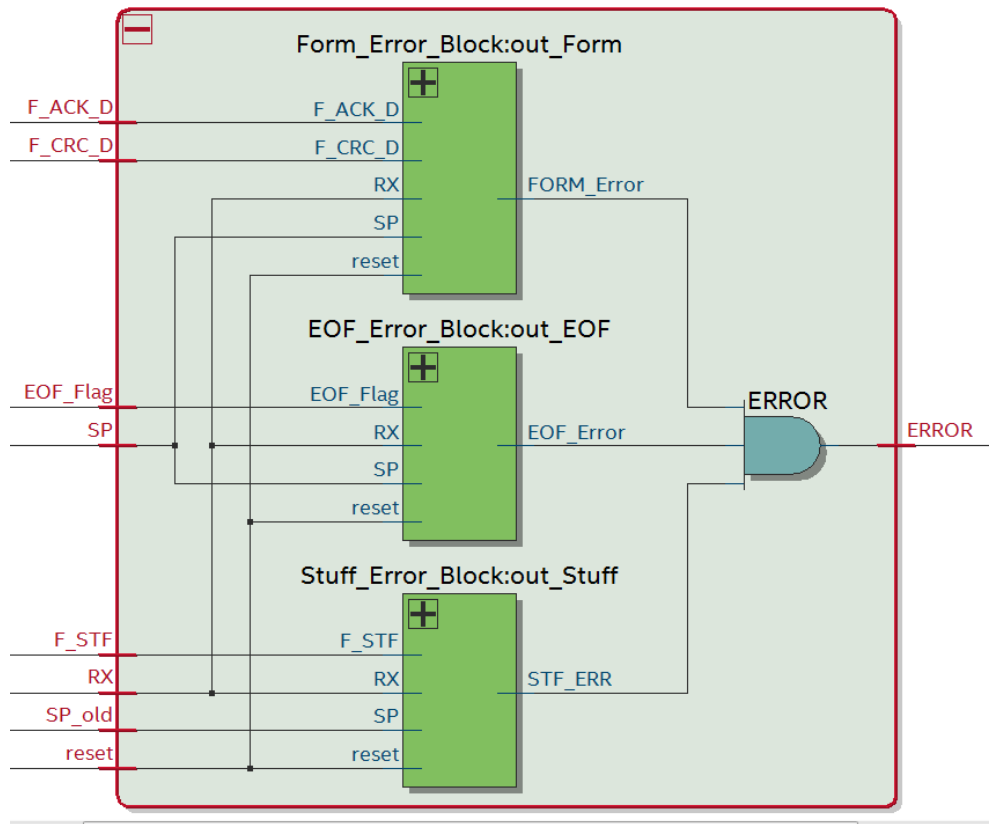 Form_Error_Block:out_Form
F_ACK_D
F_ACK_D
F_CRC_D
F_CRC_D
RX
FORM_Error
SP
reset
EOF_Error_Block:out_EOF
EOF_Flag
EOF_Flag
ERROR
SP
RX
EOF_Error
ERROR
SP
reset
Stuff_Error_Block:out_Stuff
F_STF
F_STF
RX
RX
STF_ERR
SP_old
SP
reset
reset